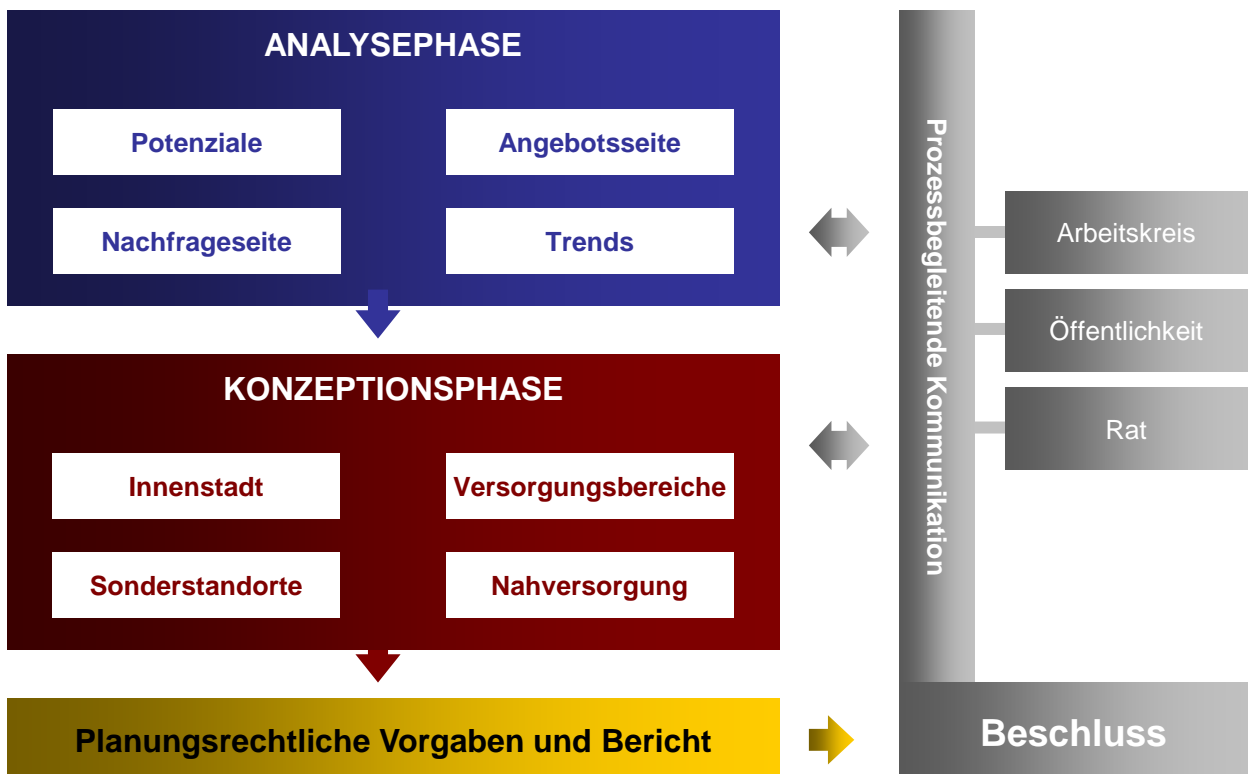 ANALYSEPHASE
Potenziale
Angebotsseite
Nachfrageseite
Trends
KONZEPTIONSPHASE
Innenstadt
Versorgungsbereiche
Sonderstandorte
Nahversorgung
Planungsrechtliche Vorgaben und Bericht
Prozessbegleitende Kommunikation
Arbeitskreis
Öffentlichkeit
Rat
Beschluss